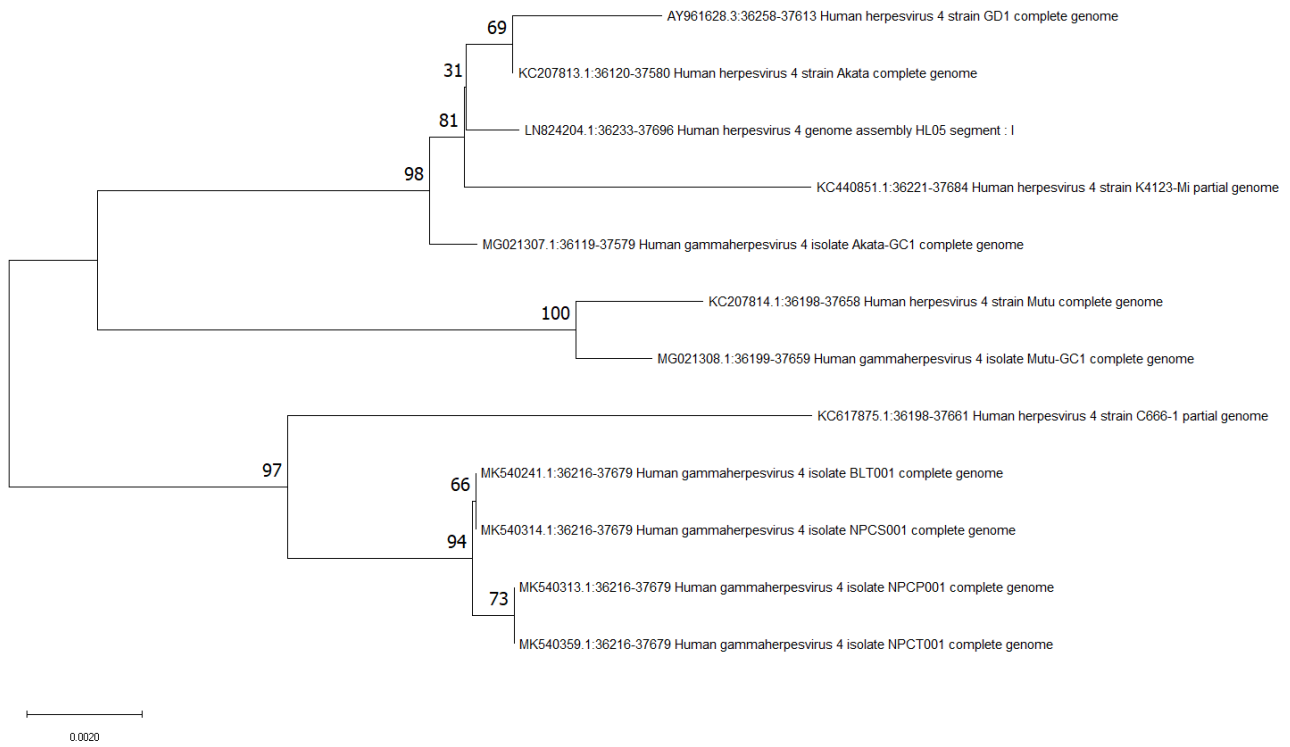 AY961628.3:36258-37613 Human herpesvirus 4 strain GD1 complete genome
69
KC207813.1:36120-37580 Human herpesvirus 4 strain Akata complete genome
31
81
LN824204.1:36233-37696 Human herpesvirus 4 genome assembly HL05 segment : I
98
KC440851.1:36221-37684 Human herpesvirus 4 strain K4123-Mi partial genome
MG021307.1:36119-37579 Human gammaherpesvirus 4 isolate Akata-GC1 complete genome
KC207814.1:36198-37658 Human herpesvirus 4 strain Mutu complete genome
100
MG021308.1:36199-37659 Human gammaherpesvirus 4 isolate Mutu-GC1 complete genome
KC617875.1:36198-37661 Human herpesvirus 4 strain C666-1 partial genome
97
MK540241.1:36216-37679 Human gammaherpesvirus 4 isolate BLT001 complete genome
66
MK540314.1:36216-37679 Human gammaherpesvirus 4 isolate NPCS001 complete genome
94
MK540313.1:36216-37679 Human gammaherpesvirus 4 isolate NPCP001 complete genome
73
MK540359.1:36216-37679 Human gammaherpesvirus 4 isolate NPCT001 complete genome
0.0020